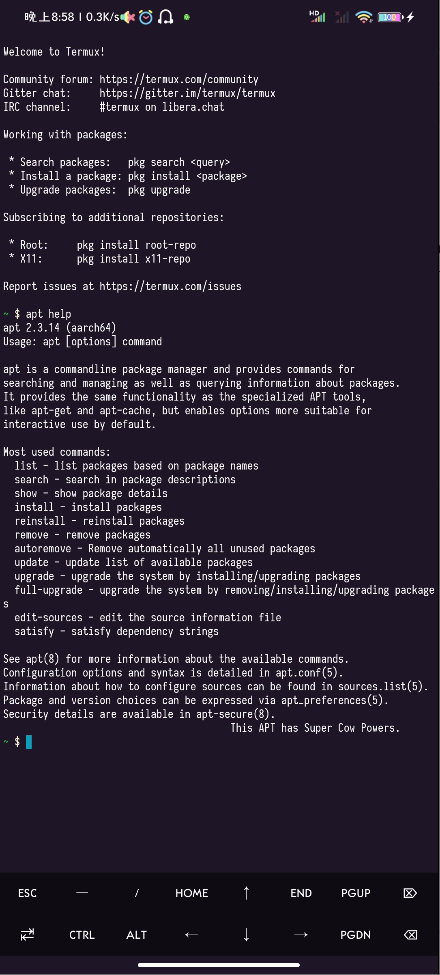 晚上8:58 | 0.3K/s
HD
100
Welcome to Termux!
Community forum: https://termux.com/community
Gitter chat:     https://gitter.im/termux/termux
IRC channel:     #termux on libera.chat
Working with packages:
 * Search packages:   pkg search <query>
 * Install a package: pkg install <package>
 * Upgrade packages:  pkg upgrade
Subscribing to additional repositories:
 * Root:     pkg install root-repo
 * X11:      pkg install x11-repo
Report issues at https://termux.com/issues
~ $ apt help
apt 2.3.14 (aarch64)
Usage: apt [options] command
apt is a commandline package manager and provides commands for
searching and managing as well as querying information about packages.
It provides the same functionality as the specialized APT tools,
like apt-get and apt-cache, but enables options more suitable for
interactive use by default.
Most used commands:
  list - list packages based on package names
  search - search in package descriptions
  show - show package details
  install - install packages
  reinstall - reinstall packages
  remove - remove packages
  autoremove - Remove automatically all unused packages
  update - update list of available packages
  upgrade - upgrade the system by installing/upgrading packages
  full-upgrade - upgrade the system by removing/installing/upgrading package
s
  edit-sources - edit the source information file
  satisfy - satisfy dependency strings
See apt(8) for more information about the available commands.
Configuration options and syntax is detailed in apt.conf(5).
Information about how to configure sources can be found in sources.list(5).
Package and version choices can be expressed via apt_preferences(5).
Security details are available in apt-secure(8).
                                        This APT has Super Cow Powers.
~ $
ESC — / HOME ↑ END PGUP ⌦
⇄ CTRL ALT ← ↓ → PGDN ⌫